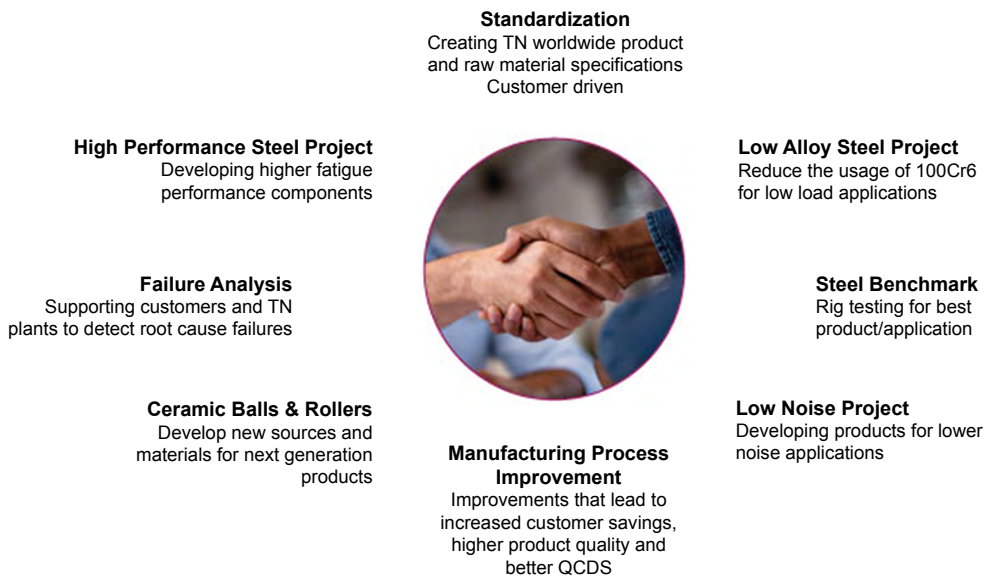 Standardization
Creating TN worldwide product
and raw material specifications
Customer driven
High Performance Steel Project
Developing higher fatigue
performance components
Low Alloy Steel Project
Reduce the usage of 100Cr6
for low load applications
Failure Analysis
Supporting customers and TN
plants to detect root cause failures
Steel Benchmark
Rig testing for best
product/application
Ceramic Balls & Rollers
Develop new sources and
materials for next generation
products
Low Noise Project
Developing products for lower
noise applications
Manufacturing Process
Improvement
Improvements that lead to
increased customer savings,
higher product quality and
better QCDS